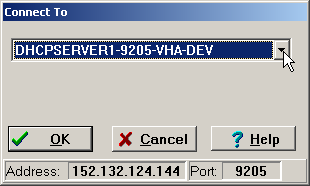 Connect To
DHCPSERVER1-9205-VHA-DEV
OK Cancel Help
Address: 152.132.124.144 Port: 9205